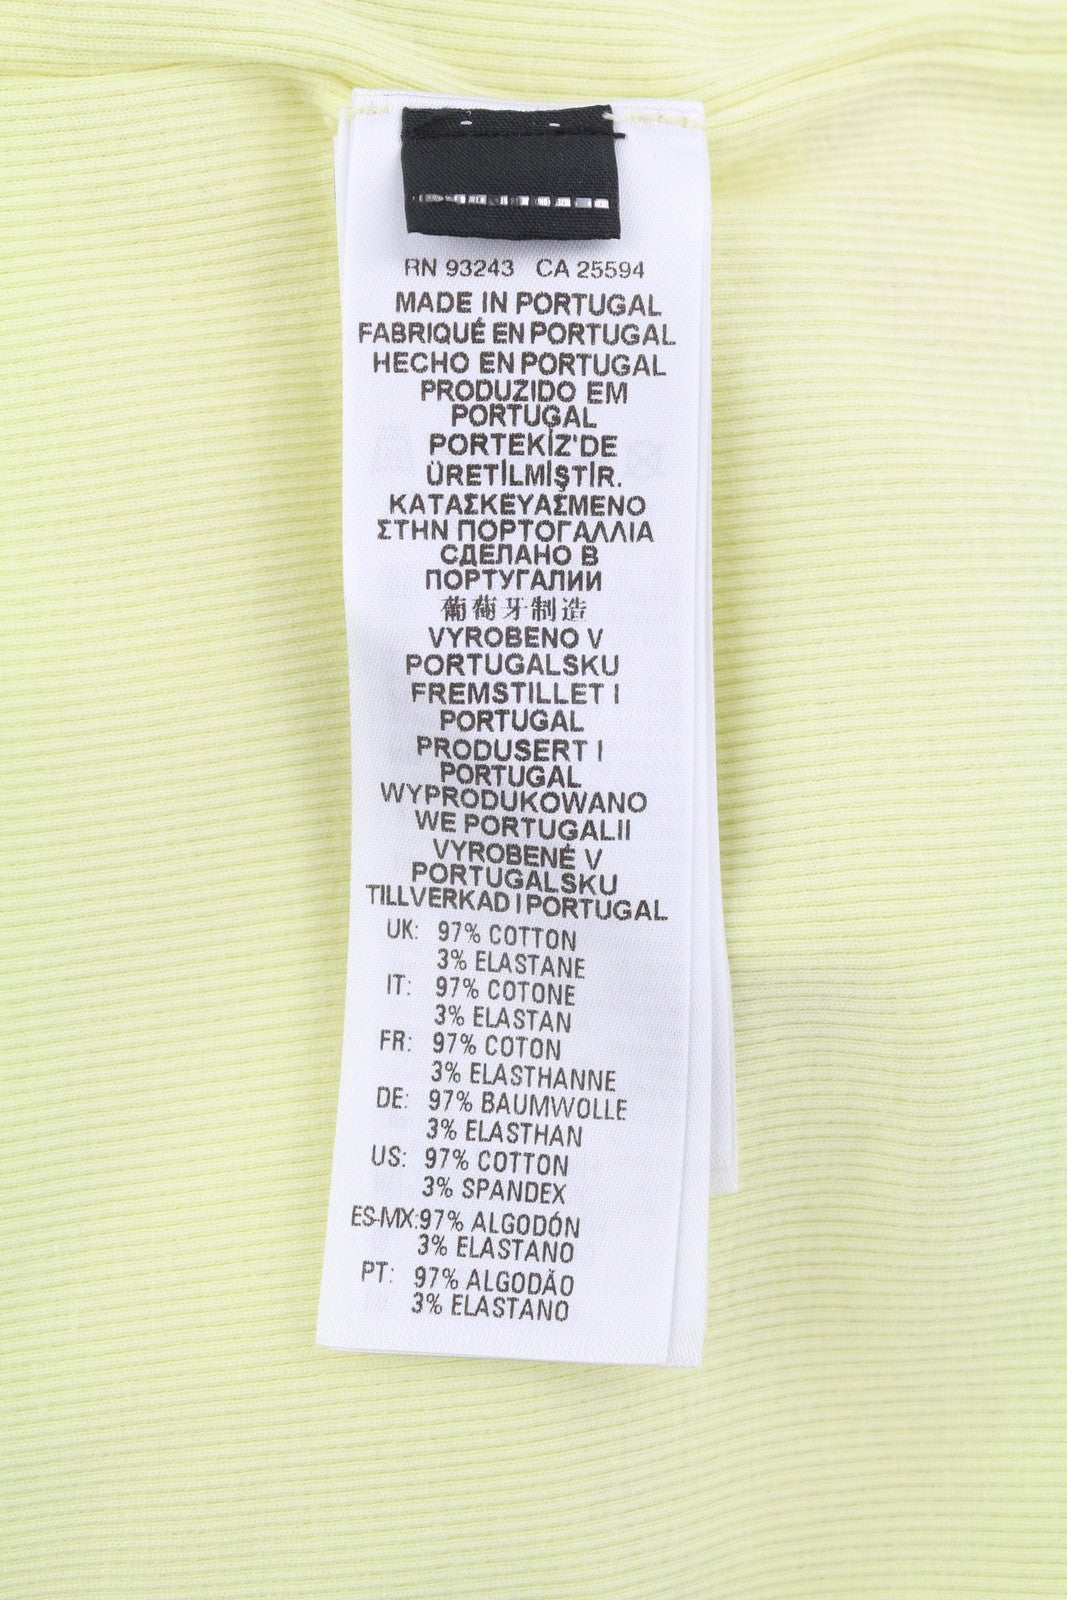 RN 93243 CA 25594
MADE IN PORTUGAL
FABRIQUÉ EN PORTUGAL
HECHO EN PORTUGAL
PRODUZIDO EM
PORTUGAL
PORTEKİZ'DE
ÜRETİLMİŞTİR.
ΚΑΤΑΣΚΕΥΑΣΜΕΝΟ
ΣΤΗΝ ΠΟΡΤΟΓΑΛΛΙΑ
СДЕЛАНО В
ПОРТУГАЛИИ
葡萄牙制造
VYROBENO V
PORTUGALSKU
FREMSTILLET I
PORTUGAL
PRODUSERT I
PORTUGAL
WYPRODUKOWANO
WE PORTUGALII
VYROBENÉ V
PORTUGALSKU
TILLVERKAD I PORTUGAL
UK: 97% COTTON
3% ELASTANE
IT: 97% COTONE
3% ELASTAN
FR: 97% COTON
3% ELASTHANNE
DE: 97% BAUMWOLLE
3% ELASTHAN
US: 97% COTTON
3% SPANDEX
ES-MX: 97% ALGODÓN
3% ELASTANO
PT: 97% ALGODÃO
3% ELASTANO